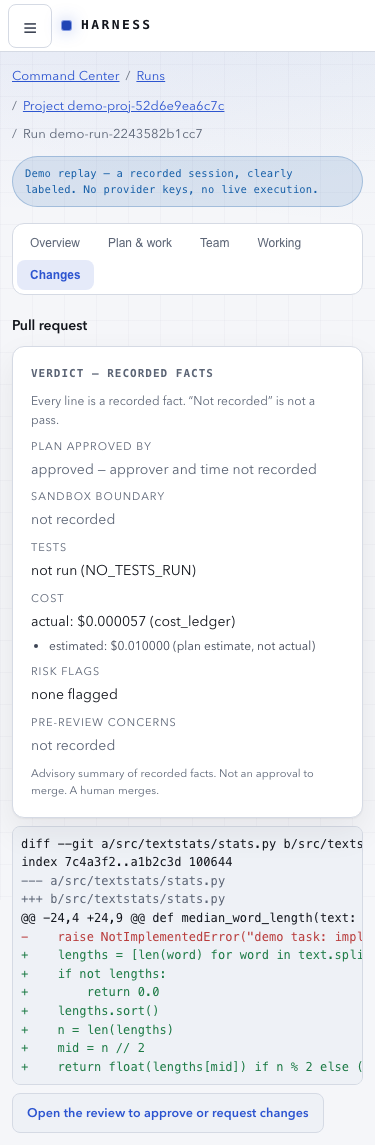 HARNESS
Command Center / Runs
/ Project demo-proj-52d6e9ea6c7c
/ Run demo-run-2243582b1cc7
Demo replay — a recorded session, clearly
labeled. No provider keys, no live execution.
Overview Plan & work Team Working
Changes
Pull request
VERDICT — RECORDED FACTS
Every line is a recorded fact. “Not recorded” is not a
pass.
PLAN APPROVED BY
approved — approver and time not recorded
SANDBOX BOUNDARY
not recorded
TESTS
not run (NO_TESTS_RUN)
COST
actual: $0.000057 (cost_ledger)
• estimated: $0.010000 (plan estimate, not actual)
RISK FLAGS
none flagged
PRE-REVIEW CONCERNS
not recorded
Advisory summary of recorded facts. Not an approval to
merge. A human merges.
diff --git a/src/textstats/stats.py b/src/texts
index 7c4a3f2..a1b2c3d 100644
--- a/src/textstats/stats.py
+++ b/src/textstats/stats.py
@@ -24,4 +24,9 @@ def median_word_length(text:
-    raise NotImplementedError("demo task: impl
+    lengths = [len(word) for word in text.spli
+    if not lengths:
+        return 0.0
+    lengths.sort()
+    n = len(lengths)
+    mid = n // 2
+    return float(lengths[mid]) if n % 2 else (
Open the review to approve or request changes